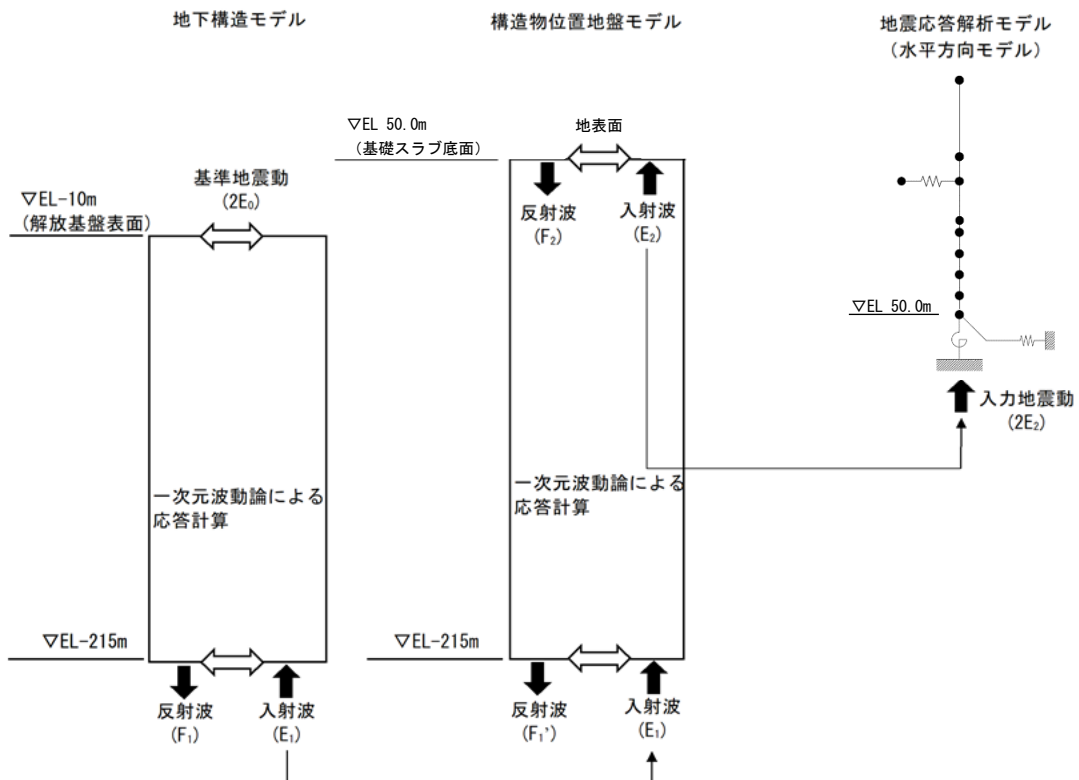 地下構造モデル
▽EL-10m
(解放基盤表面)
基準地震動
(2E₀)
一次元波動論による
応答計算
▽EL-215m
反射波
(F₁)
入射波
(E₁)
構造物位置地盤モデル
▽EL 50.0m
(基礎スラブ底面)
地表面
反射波
(F₂)
入射波
(E₂)
一次元波動論による
応答計算
▽EL-215m
反射波
(F₁')
入射波
(E₁)
地震応答解析モデル
(水平方向モデル)
▽EL 50.0m
入力地震動
(2E₂)